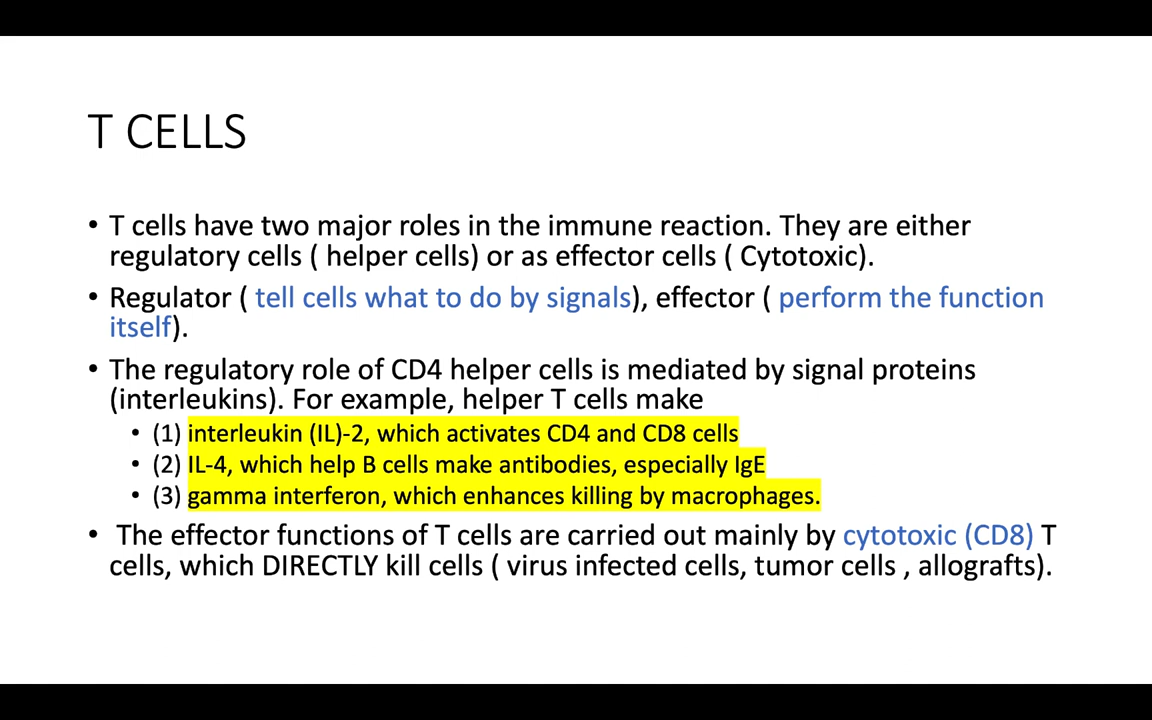 T CELLS
• T cells have two major roles in the immune reaction. They are either
regulatory cells ( helper cells) or as effector cells ( Cytotoxic).
• Regulator ( tell cells what to do by signals), effector ( perform the function
itself).
• The regulatory role of CD4 helper cells is mediated by signal proteins
(interleukins). For example, helper T cells make
• (1) interleukin (IL)-2, which activates CD4 and CD8 cells
• (2) IL-4, which help B cells make antibodies, especially IgE
• (3) gamma interferon, which enhances killing by macrophages.
• The effector functions of T cells are carried out mainly by cytotoxic (CD8) T
cells, which DIRECTLY kill cells ( virus infected cells, tumor cells , allografts).